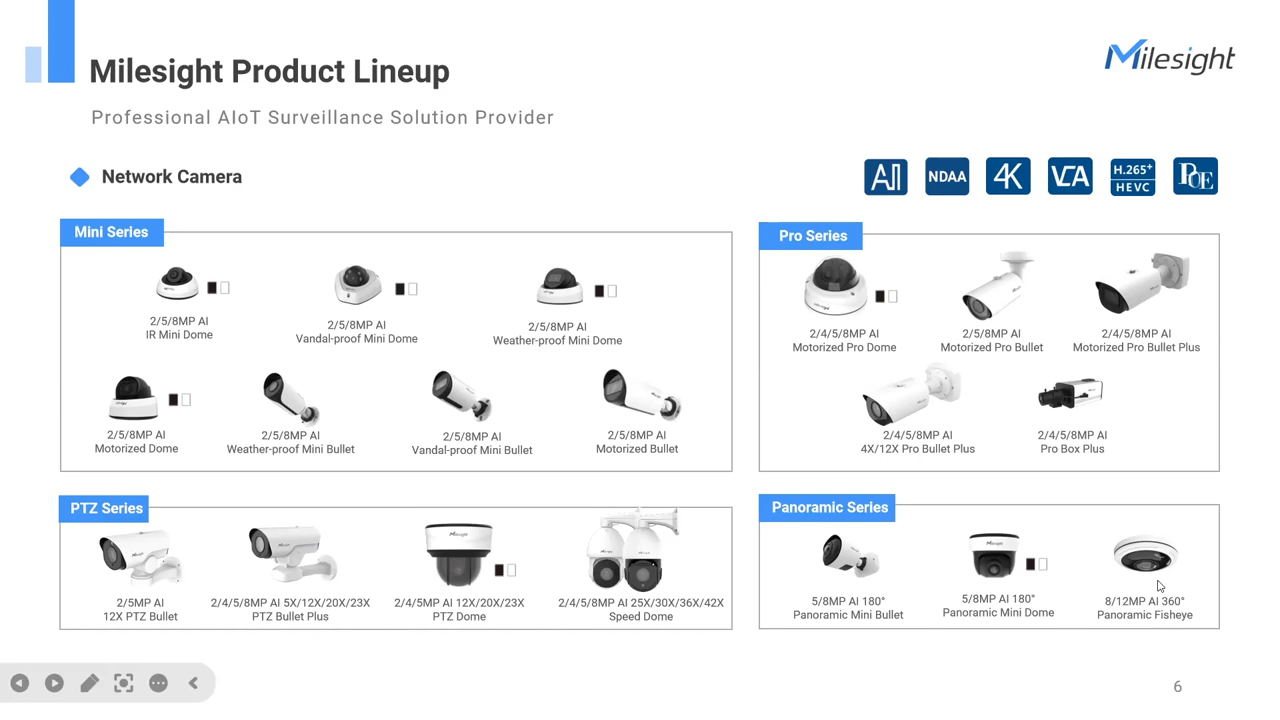 Milesight Product Lineup
Milesight
Professional AIoT Surveillance Solution Provider
Network Camera
AI
NDAA
4K
VCA
H.265+
HEVC
POE
Mini Series
2/5/8MP AI
IR Mini Dome
2/5/8MP AI
Vandal-proof Mini Dome
2/5/8MP AI
Weather-proof Mini Dome
2/5/8MP AI
Motorized Dome
2/5/8MP AI
Weather-proof Mini Bullet
2/5/8MP AI
Vandal-proof Mini Bullet
2/5/8MP AI
Motorized Bullet
Pro Series
2/4/5/8MP AI
Motorized Pro Dome
2/5/8MP AI
Motorized Pro Bullet
2/4/5/8MP AI
Motorized Pro Bullet Plus
2/4/5/8MP AI
4X/12X Pro Bullet Plus
2/4/5/8MP AI
Pro Box Plus
PTZ Series
2/5MP AI
12X PTZ Bullet
2/4/5/8MP AI 5X/12X/20X/23X
PTZ Bullet Plus
Milesight
2/4/5MP AI 12X/20X/23X
PTZ Dome
2/4/5/8MP AI 25X/30X/36X/42X
Speed Dome
Panoramic Series
5/8MP AI 180°
Panoramic Mini Bullet
5/8MP AI 180°
Panoramic Mini Dome
8/12MP AI 360°
Panoramic Fisheye
6